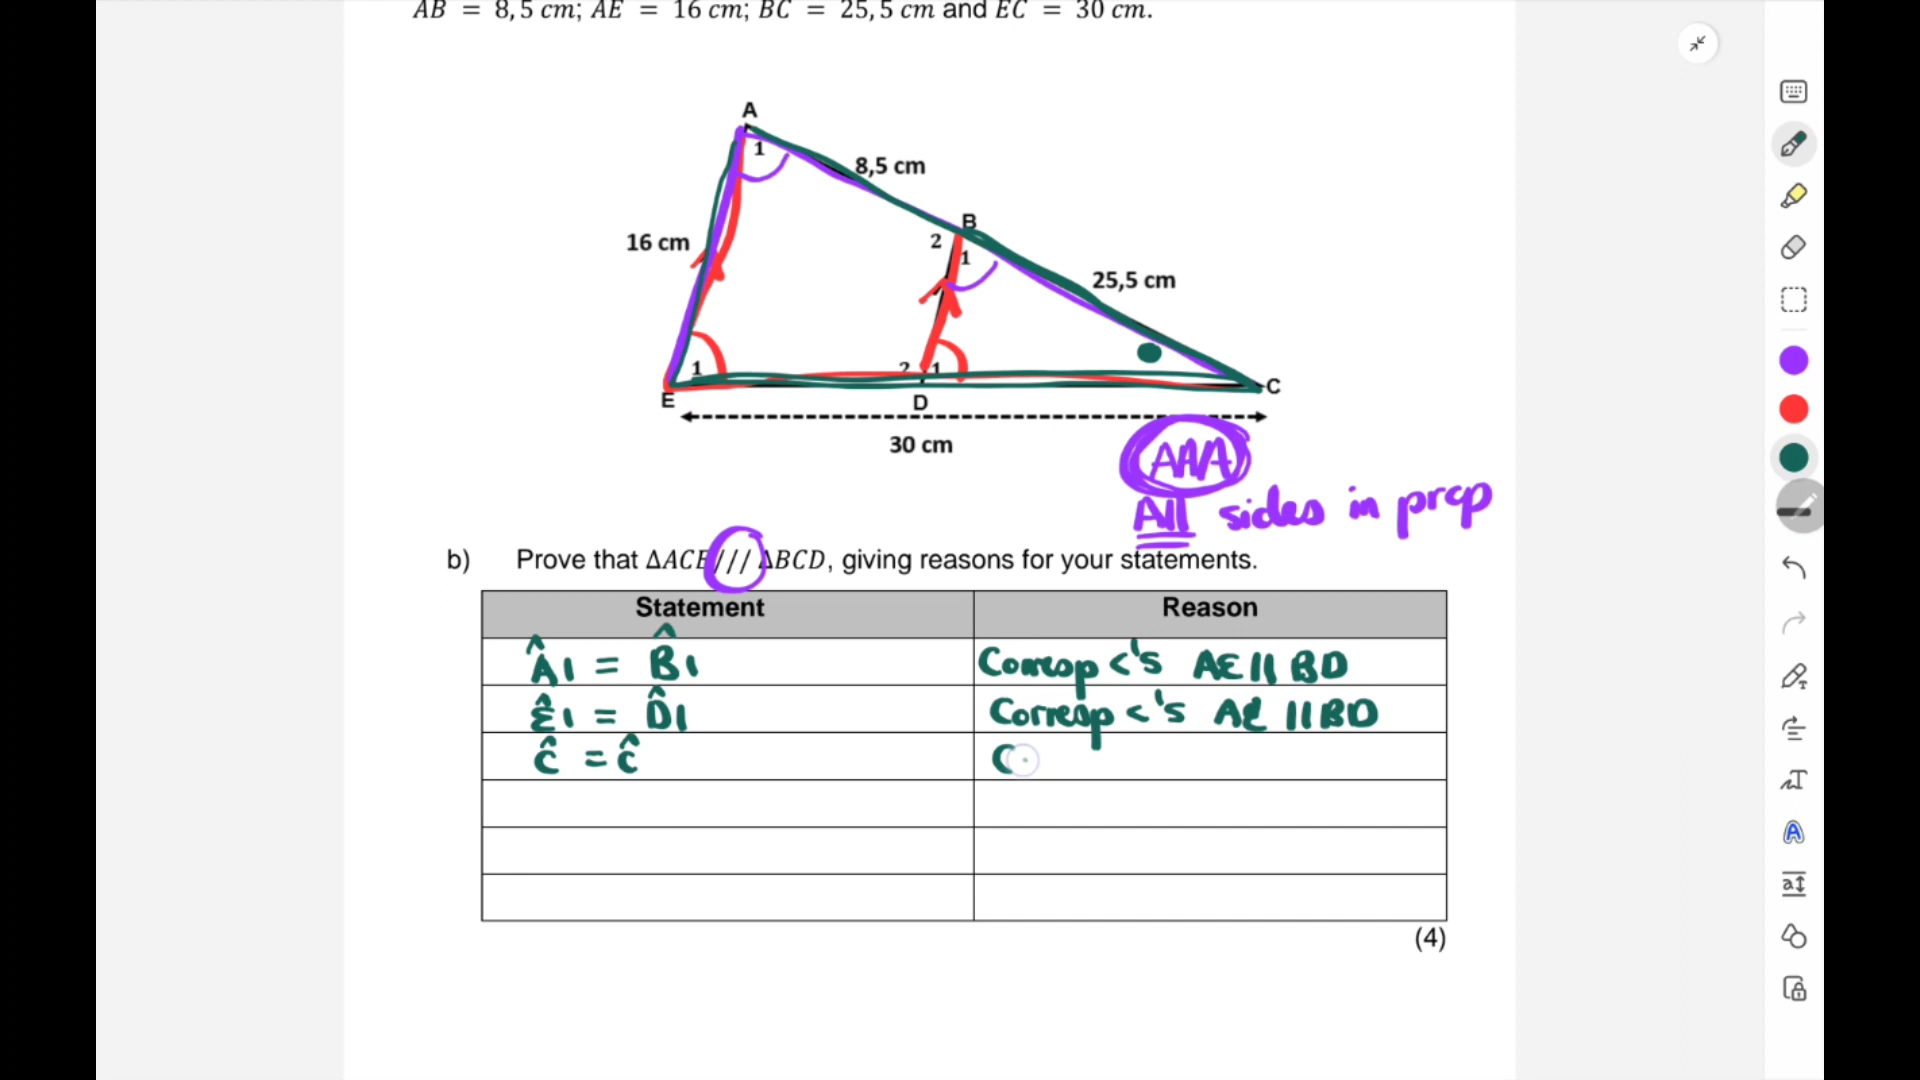 AB = 8,5 cm; AE = 16 cm; BC = 25,5 cm and EC = 30 cm.
A
1
8,5 cm
B
16 cm
2
1
25,5 cm
1
2
1
C
E
D
30 cm
AAA
All sides in prop
b) Prove that ΔACE /// ΔBCD, giving reasons for your statements.
Statement Reason
Â1 = B̂1 Corresp <'s AE || BD
Ê1 = D̂1 Corresp <'s AE || BD
ĉ = ĉ C
(4)